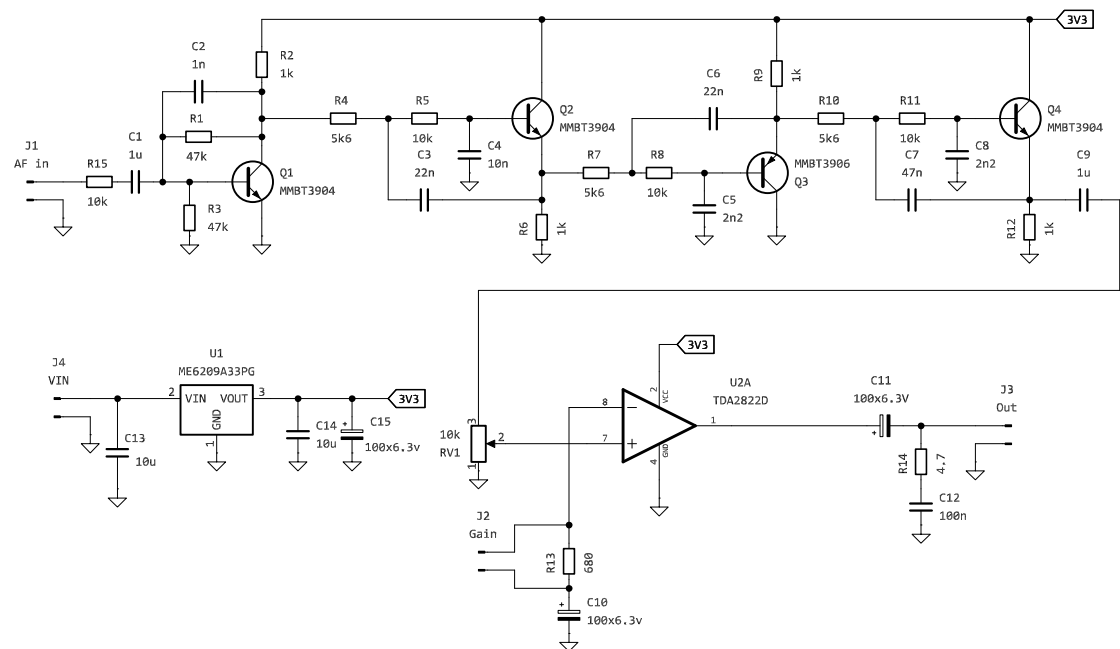 3V3
C2
1n
R2
1k
R1
47k
J1
AF in
C1
1u
R15
10k
R3
47k
Q1
MMBT3904
R4
5k6
R5
10k
C3
22n
C4
10n
Q2
MMBT3904
R6
1k
R7
5k6
R8
10k
C6
22n
R9
1k
C5
2n2
MMBT3906
Q3
R10
5k6
R11
10k
C7
47n
C8
2n2
Q4
MMBT3904
C9
1u
R12
1k
J4
VIN
C13
10u
U1
ME6209A33PG
2
VIN
VOUT
3
GND
1
C14
10u
+
C15
100x6.3v
3V3
3
10k
RV1
2
1
3V3
U2A
TDA2822D
2
VCC
8
−
7
+
1
4
GND
C11
100x6.3V
+
J3
Out
R14
4.7
C12
100n
J2
Gain
R13
680
+
C10
100x6.3v